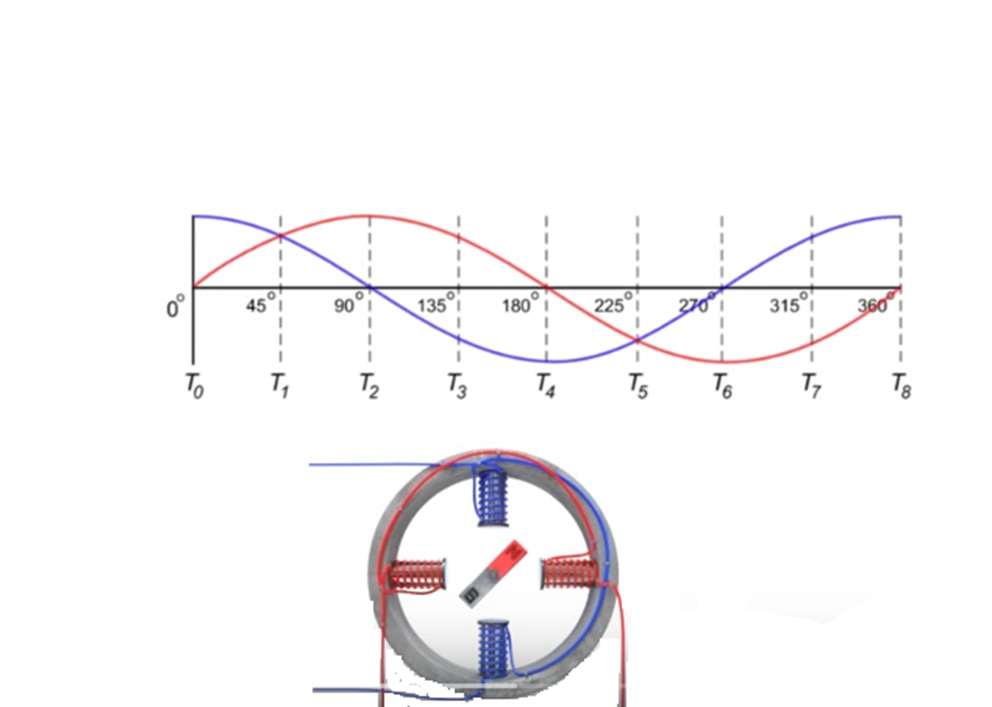 0° 45° 90° 135° 180° 225° 270° 315° 360°
T₀ T₁ T₂ T₃ T₄ T₅ T₆ T₇ T₈
N
S